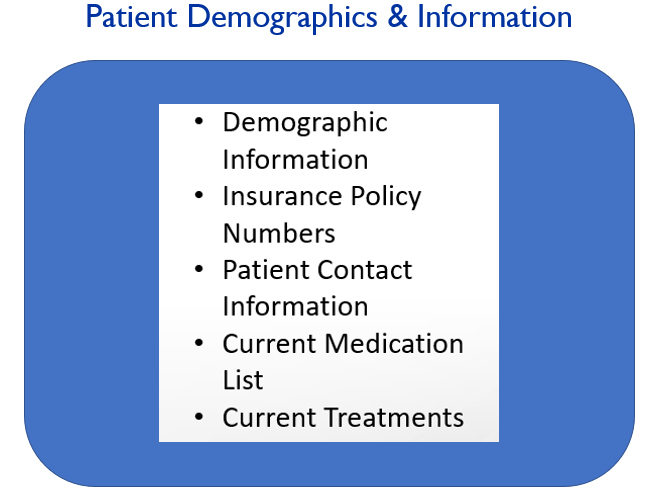 Patient Demographics & Information
• Demographic
Information
• Insurance Policy
Numbers
• Patient Contact
Information
• Current Medication
List
• Current Treatments